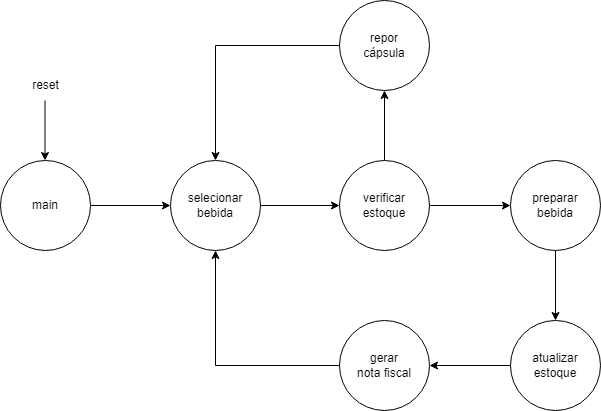 repor
cápsula
reset
main
selecionar
bebida
verificar
estoque
preparar
bebida
gerar
nota fiscal
atualizar
estoque